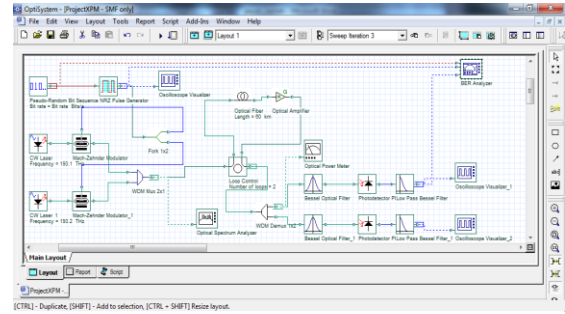 OptiSystem - [ProjectXPM - SMF only]
File Edit View Layout Tools Report Script Add-Ins Window Help
Layout 1
Sweep Iteration 3
010...
Pseudo-Random Bit Sequence
NRZ Pulse Generator
Bit rate = Bit rate Bits/s
Oscilloscope Visualizer
Optical Fiber
Length = 50 km
Optical Amplifier
BER Analyzer
CW Laser
Frequency = 193.1 THz
Mach-Zehnder Modulator
Fork 1x2
WDM Mux 2x1
Loop Control
Number of loops = 2
Optical Power Meter
Oscilloscope Visualizer_1
Bessel Optical Filter
Photodetector PI
Low Pass Bessel Filter
CW Laser 1
Frequency = 193.2 THz
Mach-Zehnder Modulator_1
Optical Spectrum Analyzer
WDM Demux 1x2
Bessel Optical Filter_1
Photodetector PI
Low Pass Bessel Filter_1
Oscilloscope Visualizer_2
Main Layout
Layout Report Script
ProjectXPM -...
[CTRL] - Duplicate, [SHIFT] - Add to selection, [CTRL + SHIFT] Resize layout.